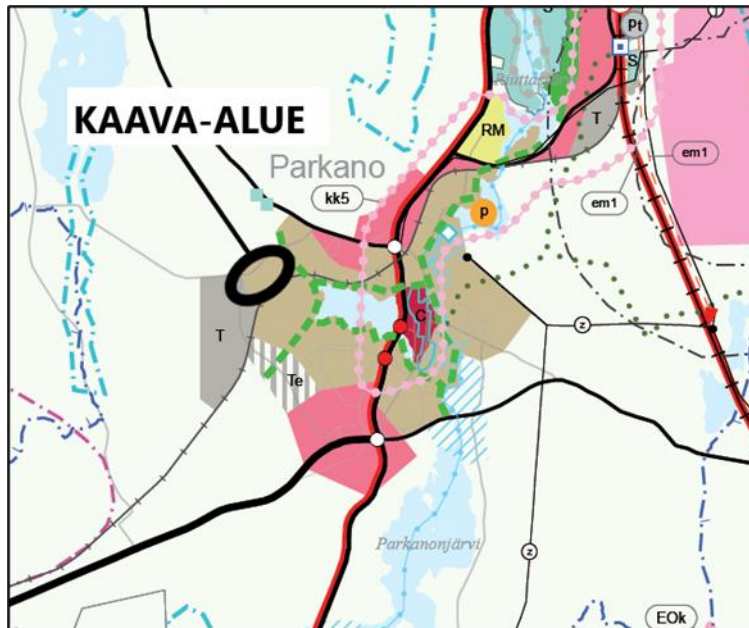 S
Pt
S
KAAVA-ALUE
RM
T
Parkano
em1
kk5
em1
p
T
C
z
Te
Parkanonjärvi
z
EOk